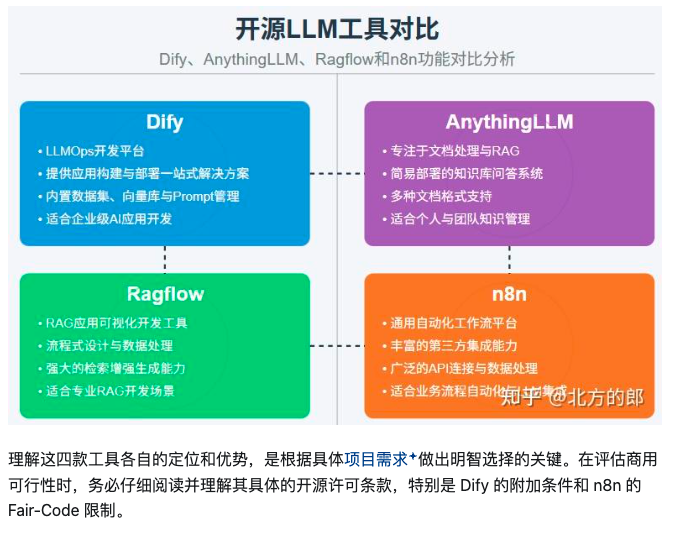 开源LLM工具对比
Dify、AnythingLLM、Ragflow和n8n功能对比分析
Dify
• LLMOps开发平台
• 提供应用构建与部署一站式解决方案
• 内置数据集、向量库与Prompt管理
• 适合企业级AI应用开发
AnythingLLM
• 专注于文档处理与RAG
• 简易部署的知识库问答系统
• 多种文档格式支持
• 适合个人与团队知识管理
Ragflow
• RAG应用可视化开发工具
• 流程式设计与数据处理
• 强大的检索增强生成能力
• 适合专业RAG开发场景
n8n
• 通用自动化工作流平台
• 丰富的第三方集成能力
• 广泛的API连接与数据处理
• 适合业务流程自动化与LLM集成
知乎 @北方的郎
理解这四款工具各自的定位和优势，是根据具体项目需求做出明智选择的关键。在评估商用
可行性时，务必仔细阅读并理解其具体的开源许可条款，特别是 Dify 的附加条件和 n8n 的
Fair-Code 限制。